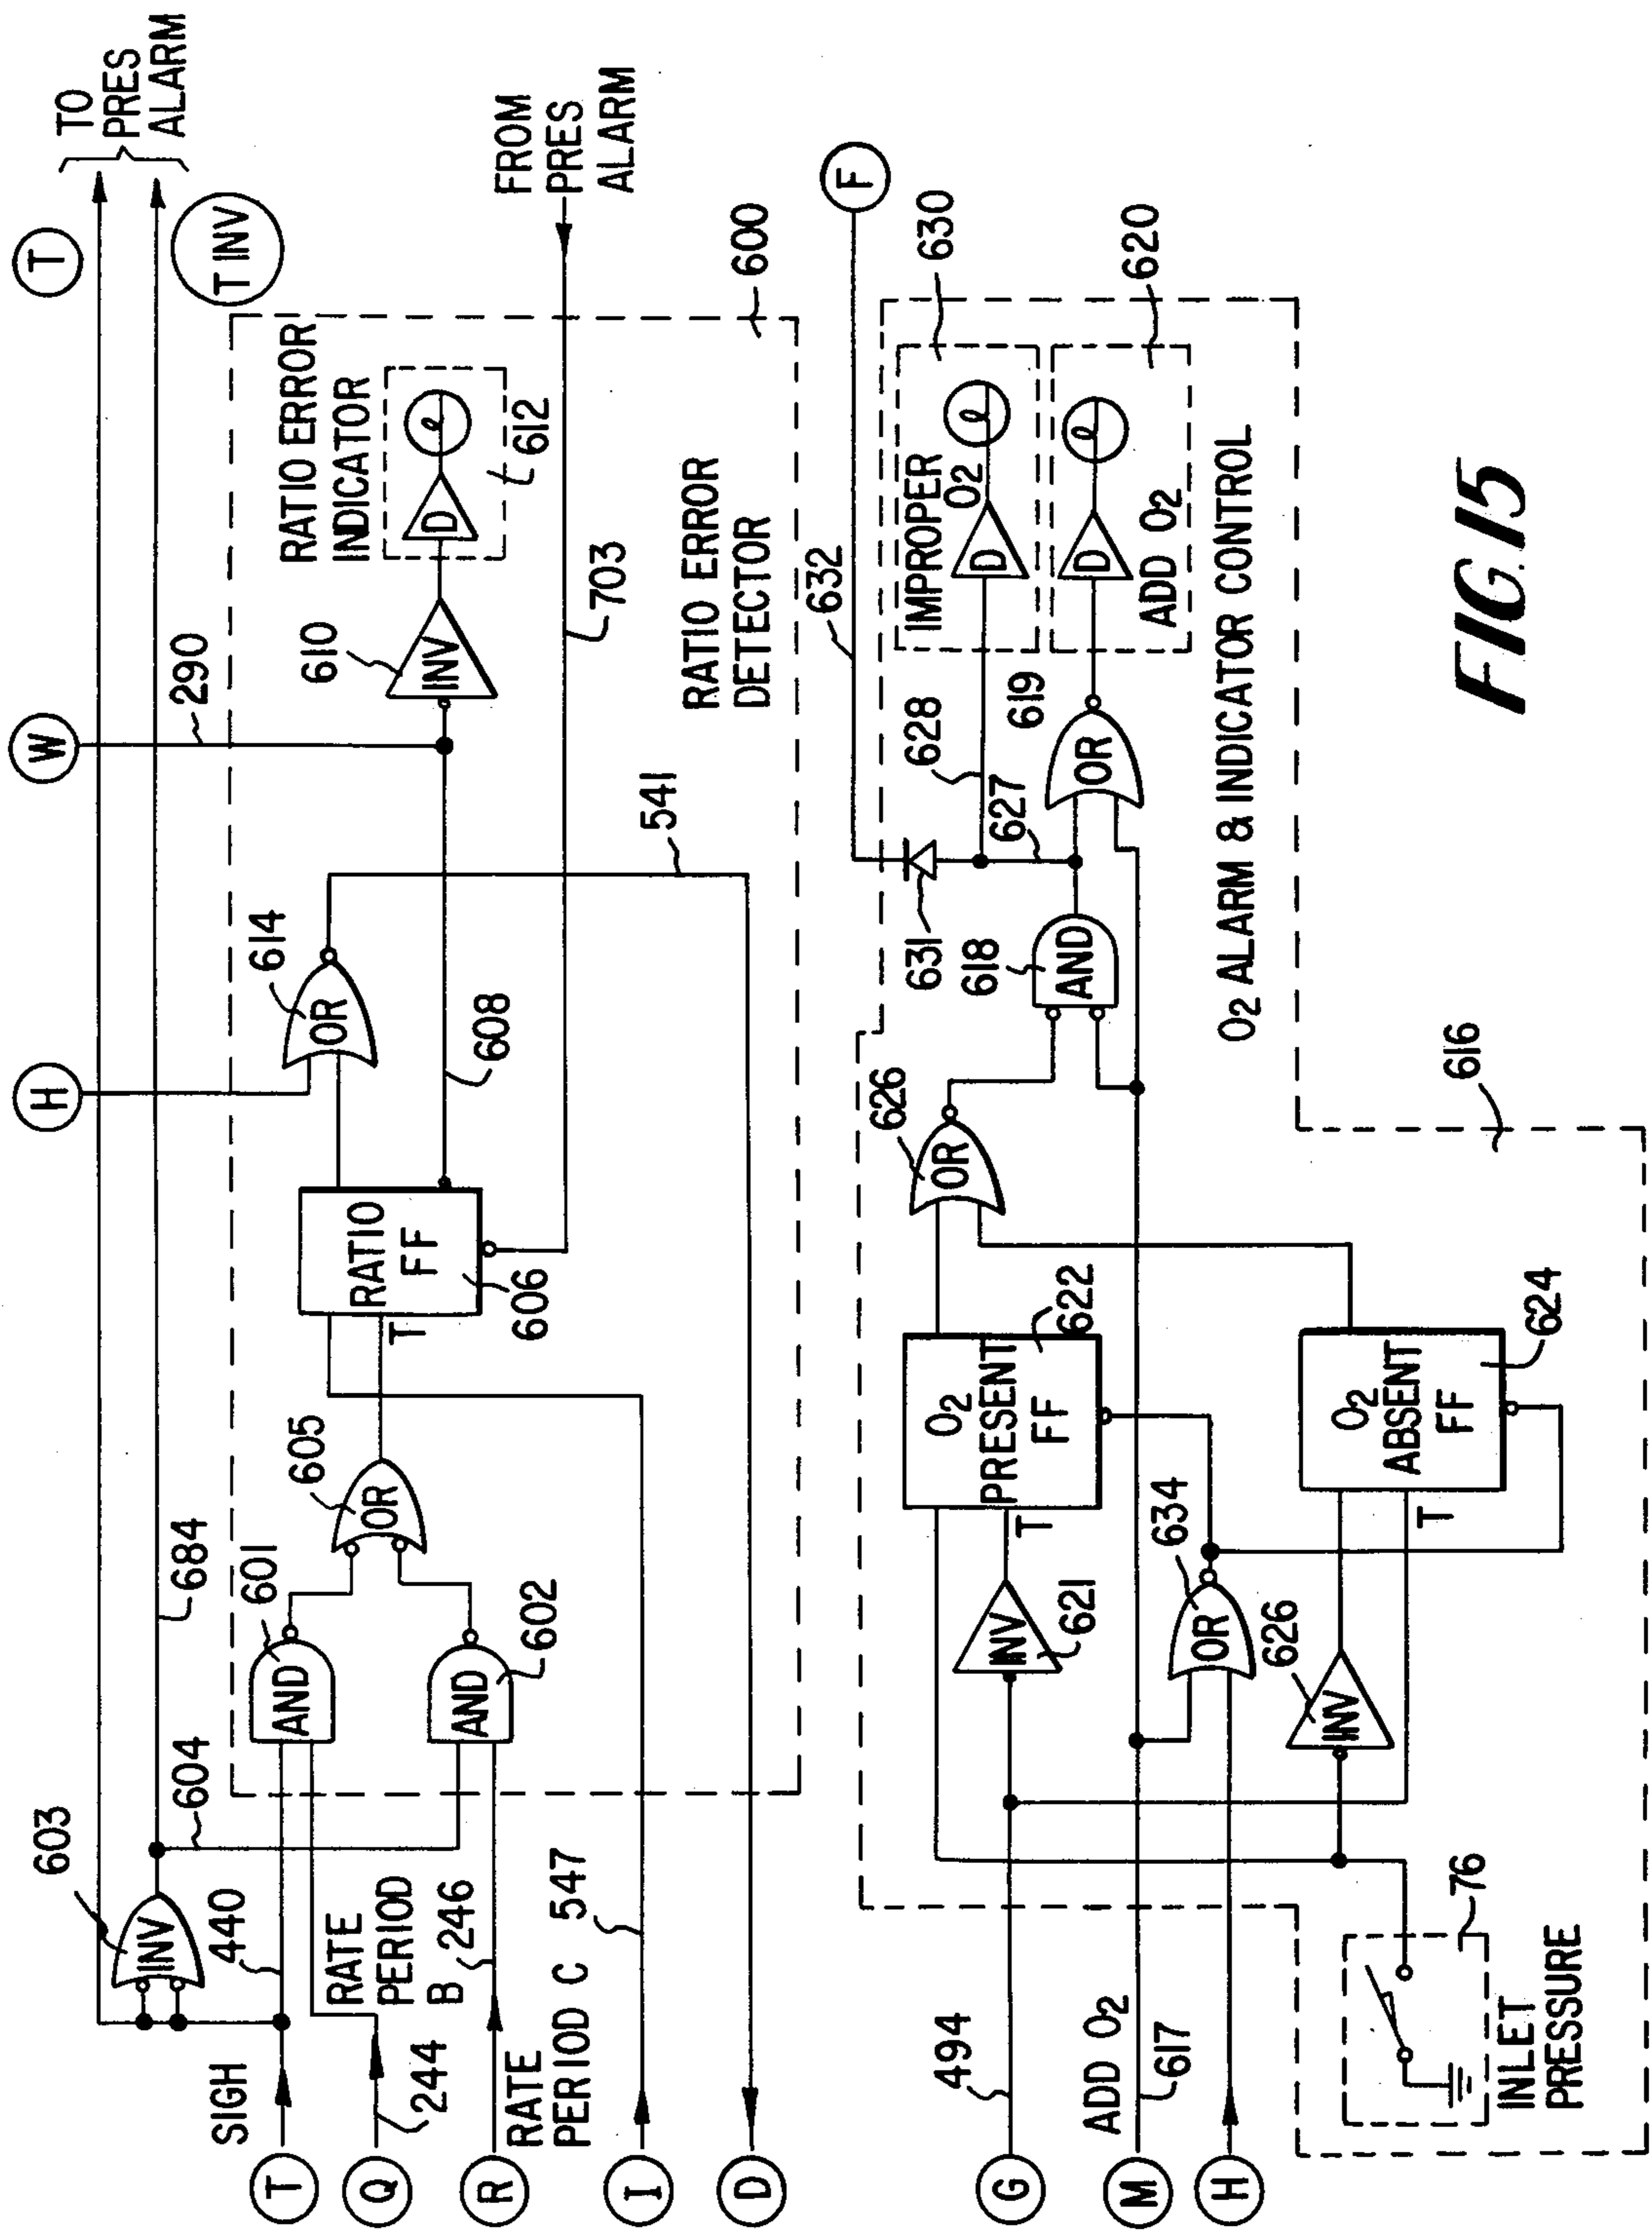 TO
PRES
ALARM
T
T INV
W
290
H
684
603
604
INV
440
SIGH
T
Q
244
RATE
PERIOD
B
246
R
RATE
PERIOD C
547
I
D
601
AND
AND
602
605
OR
T
RATIO
FF
606
614
OR
608
541
610
INV
RATIO ERROR
INDICATOR
D
ℓ
612
703
FROM
PRES
ALARM
600
RATIO ERROR
DETECTOR
F
632
630
IMPROPER
O2
D
ℓ
620
D
ℓ
ADD O2
628
627
619
OR
631
618
AND
O2 ALARM & INDICATOR CONTROL
626
OR
616
O2
PRESENT
FF
622
T
INV
621
634
OR
O2
ABSENT
FF
624
T
626
INV
494
G
ADD O2
617
M
H
76
INLET
PRESSURE
FIG. 15